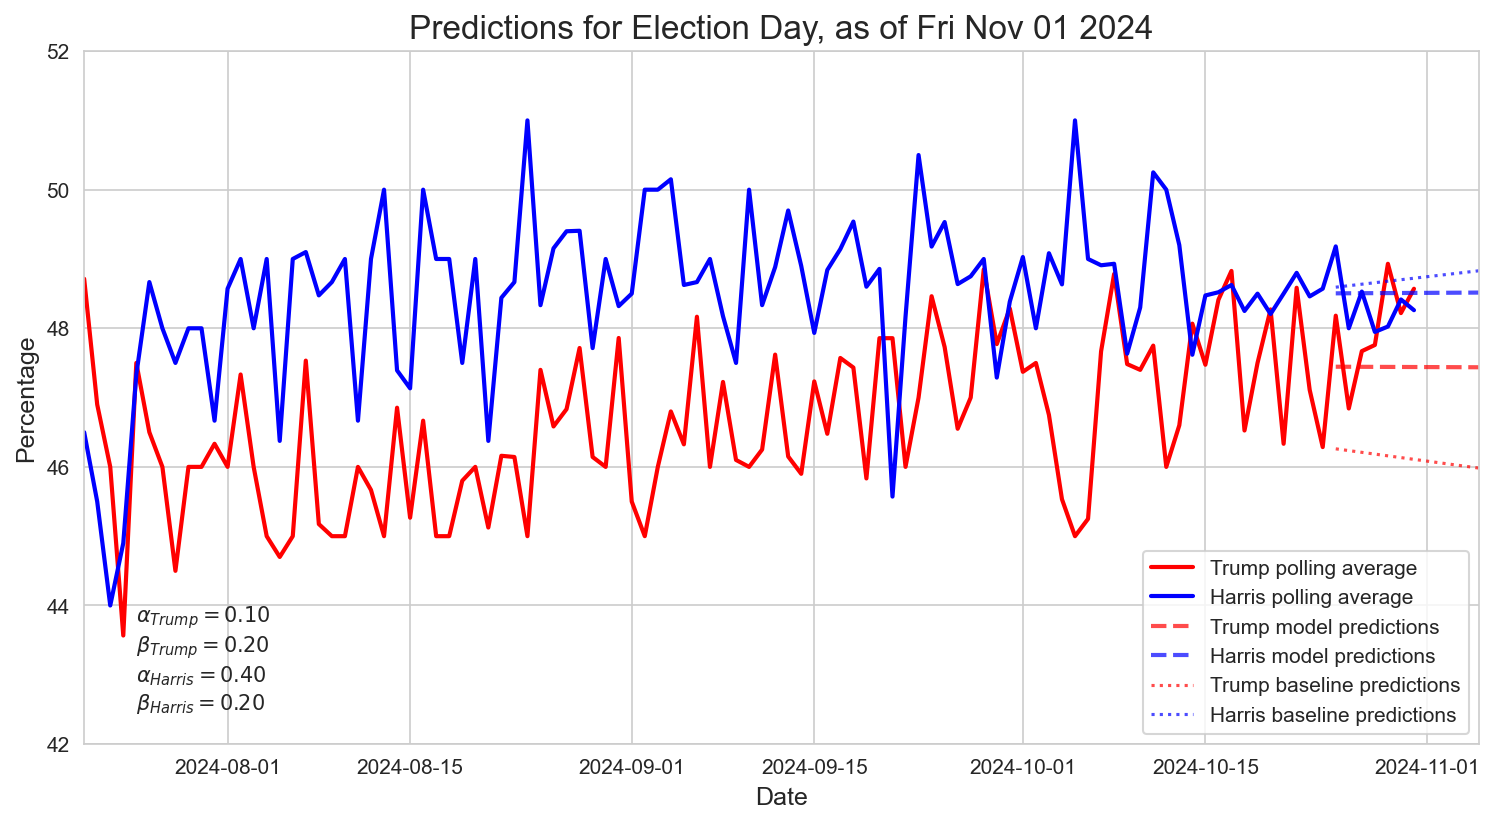 Predictions for Election Day, as of Fri Nov 01 2024
Percentage
52
50
48
46
44
42
α_Trump = 0.10
β_Trump = 0.20
α_Harris = 0.40
β_Harris = 0.20
Trump polling average
Harris polling average
Trump model predictions
Harris model predictions
Trump baseline predictions
Harris baseline predictions
2024-08-01 2024-08-15 2024-09-01 2024-09-15 2024-10-01 2024-10-15 2024-11-01
Date